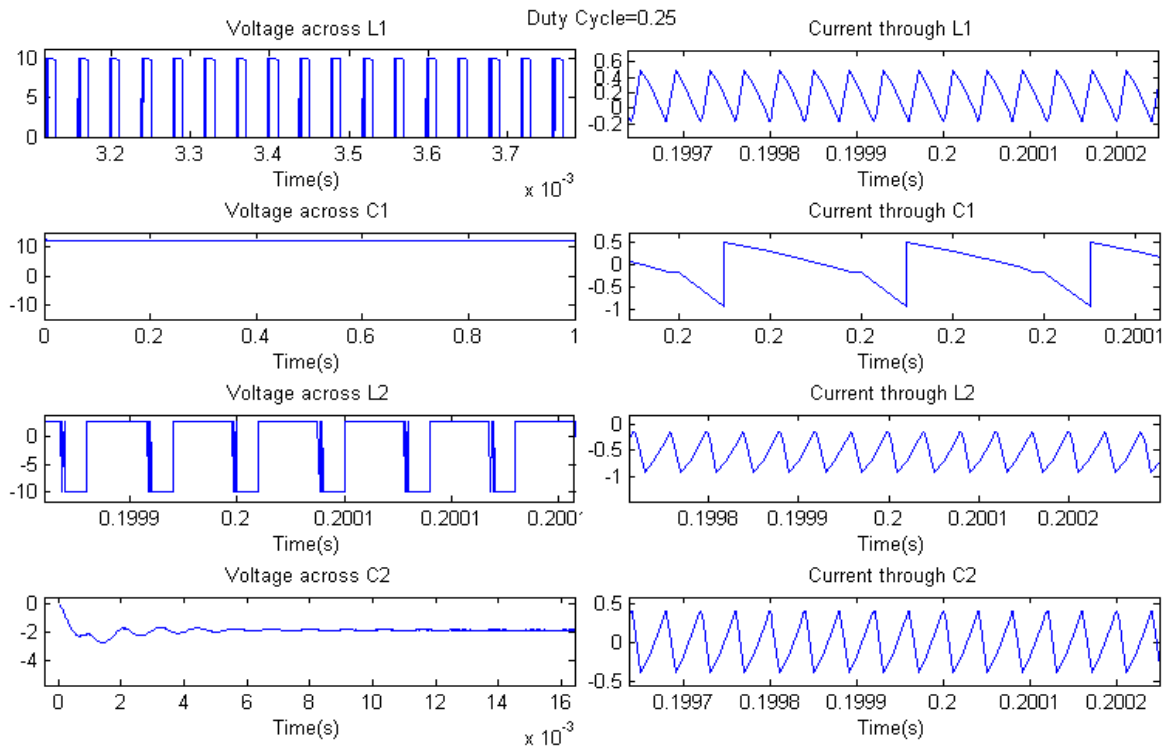 Duty Cycle=0.25
Voltage across L1
10
5
0
3.2 3.3 3.4 3.5 3.6 3.7
Time(s)
x 10^-3
Current through L1
0.6
0.4
0.2
0
-0.2
0.1997 0.1998 0.1999 0.2 0.2001 0.2002
Time(s)
Voltage across C1
10
0
-10
0 0.2 0.4 0.6 0.8 1
Time(s)
Current through C1
0.5
0
-0.5
-1
0.2 0.2 0.2 0.2 0.2 0.2001
Time(s)
Voltage across L2
0
-5
-10
0.1999 0.2 0.2001 0.2001
Time(s)
Current through L2
0
-0.5
-1
0.1998 0.1999 0.2 0.2001 0.2002
Time(s)
Voltage across C2
0
-2
-4
0 2 4 6 8 10 12 14 16
Time(s)
x 10^-3
Current through C2
0.5
0
-0.5
0.1997 0.1998 0.1999 0.2 0.2001 0.2002
Time(s)